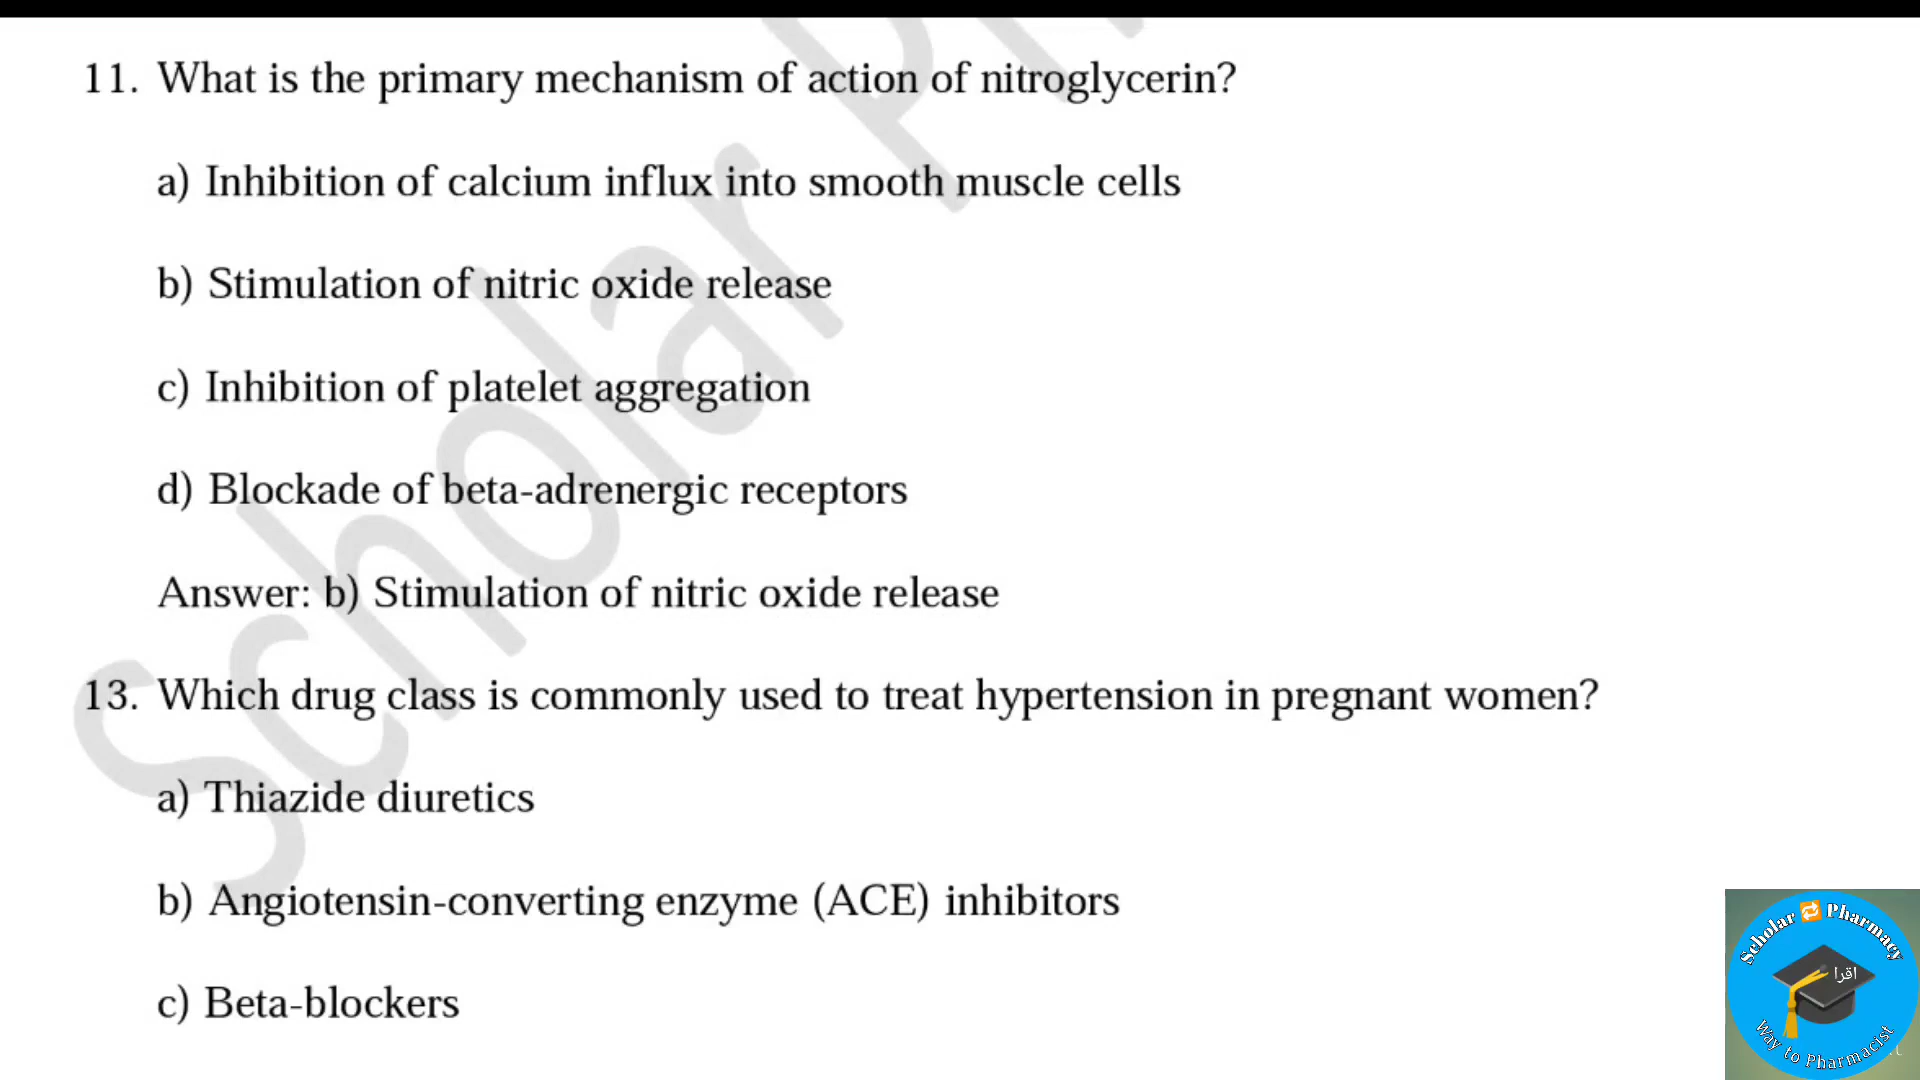 11. What is the primary mechanism of action of nitroglycerin?
a) Inhibition of calcium influx into smooth muscle cells
b) Stimulation of nitric oxide release
c) Inhibition of platelet aggregation
d) Blockade of beta-adrenergic receptors
Answer: b) Stimulation of nitric oxide release
13. Which drug class is commonly used to treat hypertension in pregnant women?
a) Thiazide diuretics
b) Angiotensin-converting enzyme (ACE) inhibitors
c) Beta-blockers
Scholar
Scholar 🔁 Pharmacy
اقرا
Way to Pharmacist